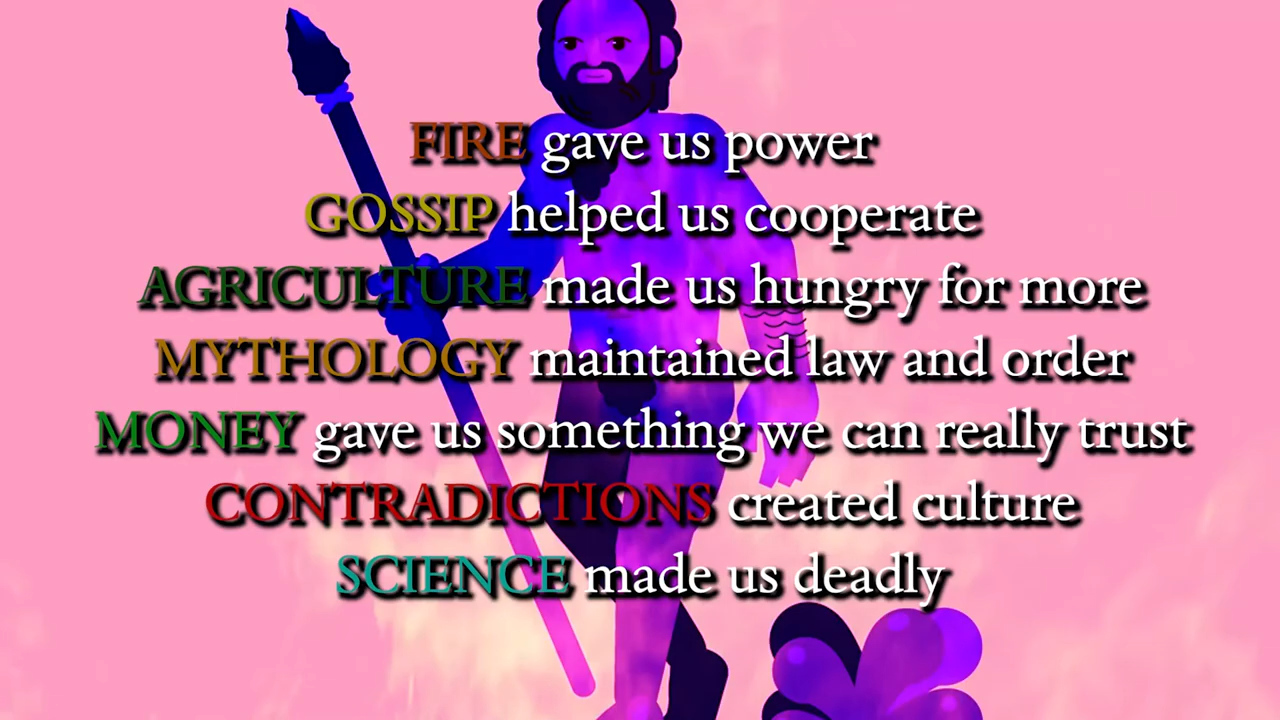 FIRE gave us power
GOSSIP helped us cooperate
AGRICULTURE made us hungry for more
MYTHOLOGY maintained law and order
MONEY gave us something we can really trust
CONTRADICTIONS created culture
SCIENCE made us deadly